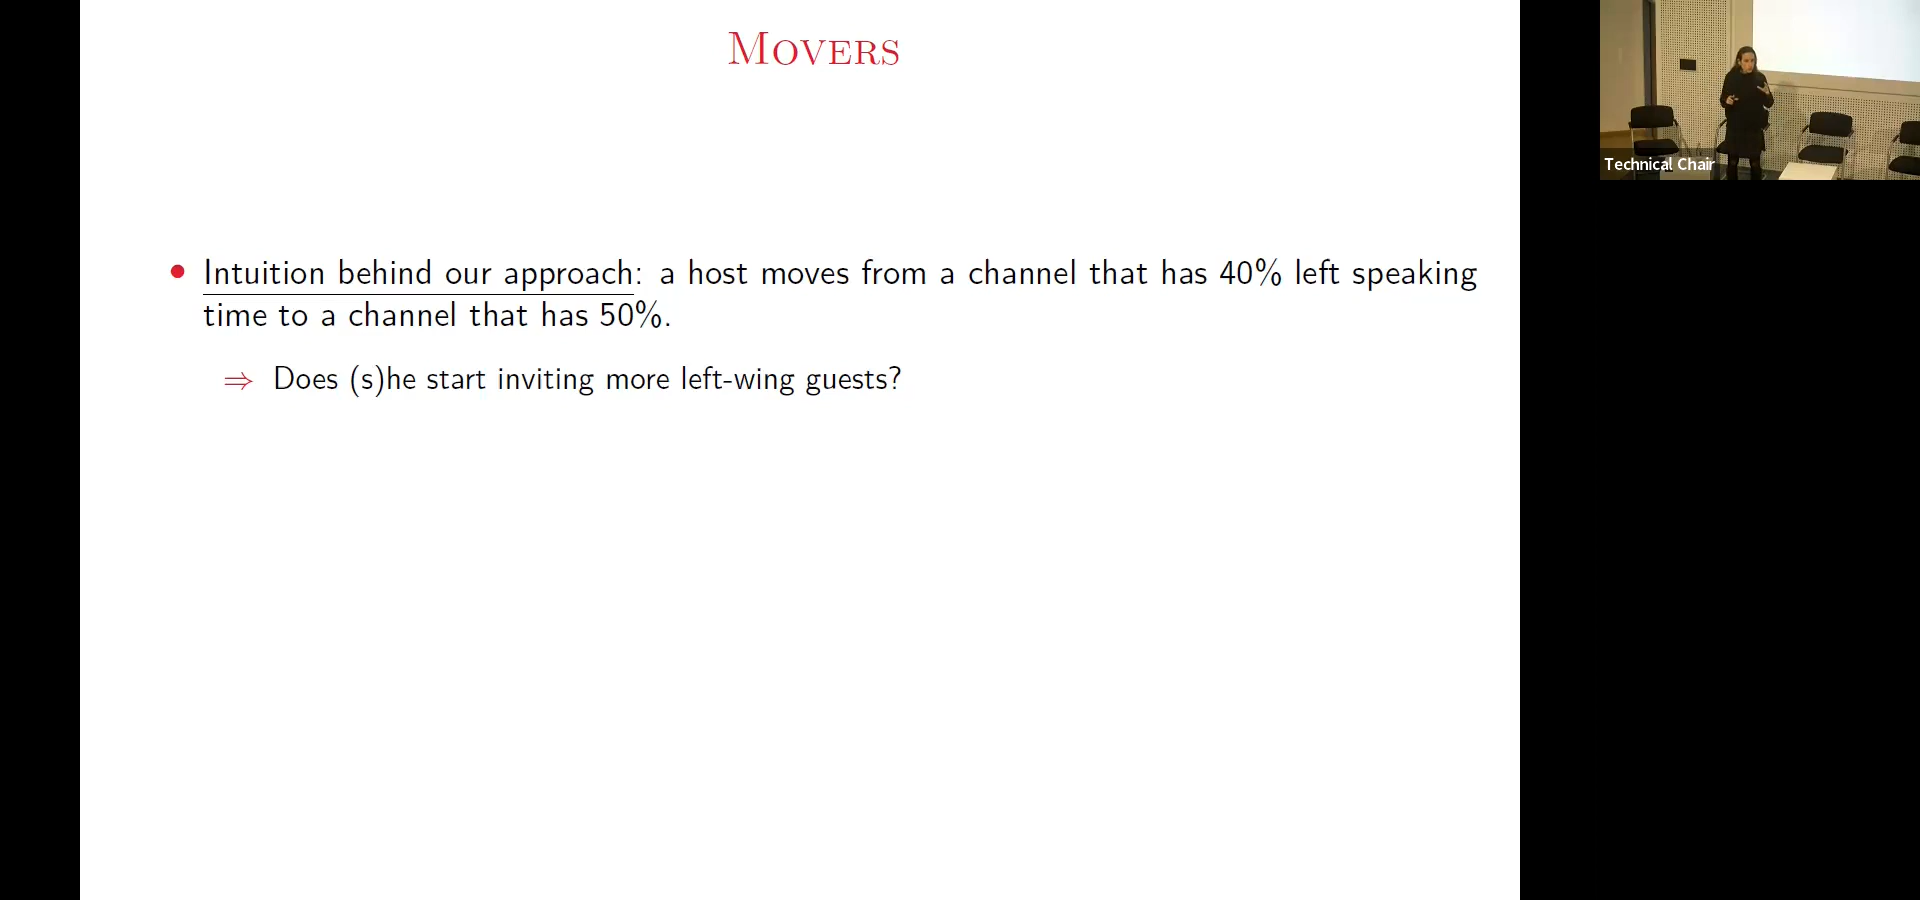 Movers
• Intuition behind our approach: a host moves from a channel that has 40% left speaking
time to a channel that has 50%.
⇒ Does (s)he start inviting more left-wing guests?
Technical Chair